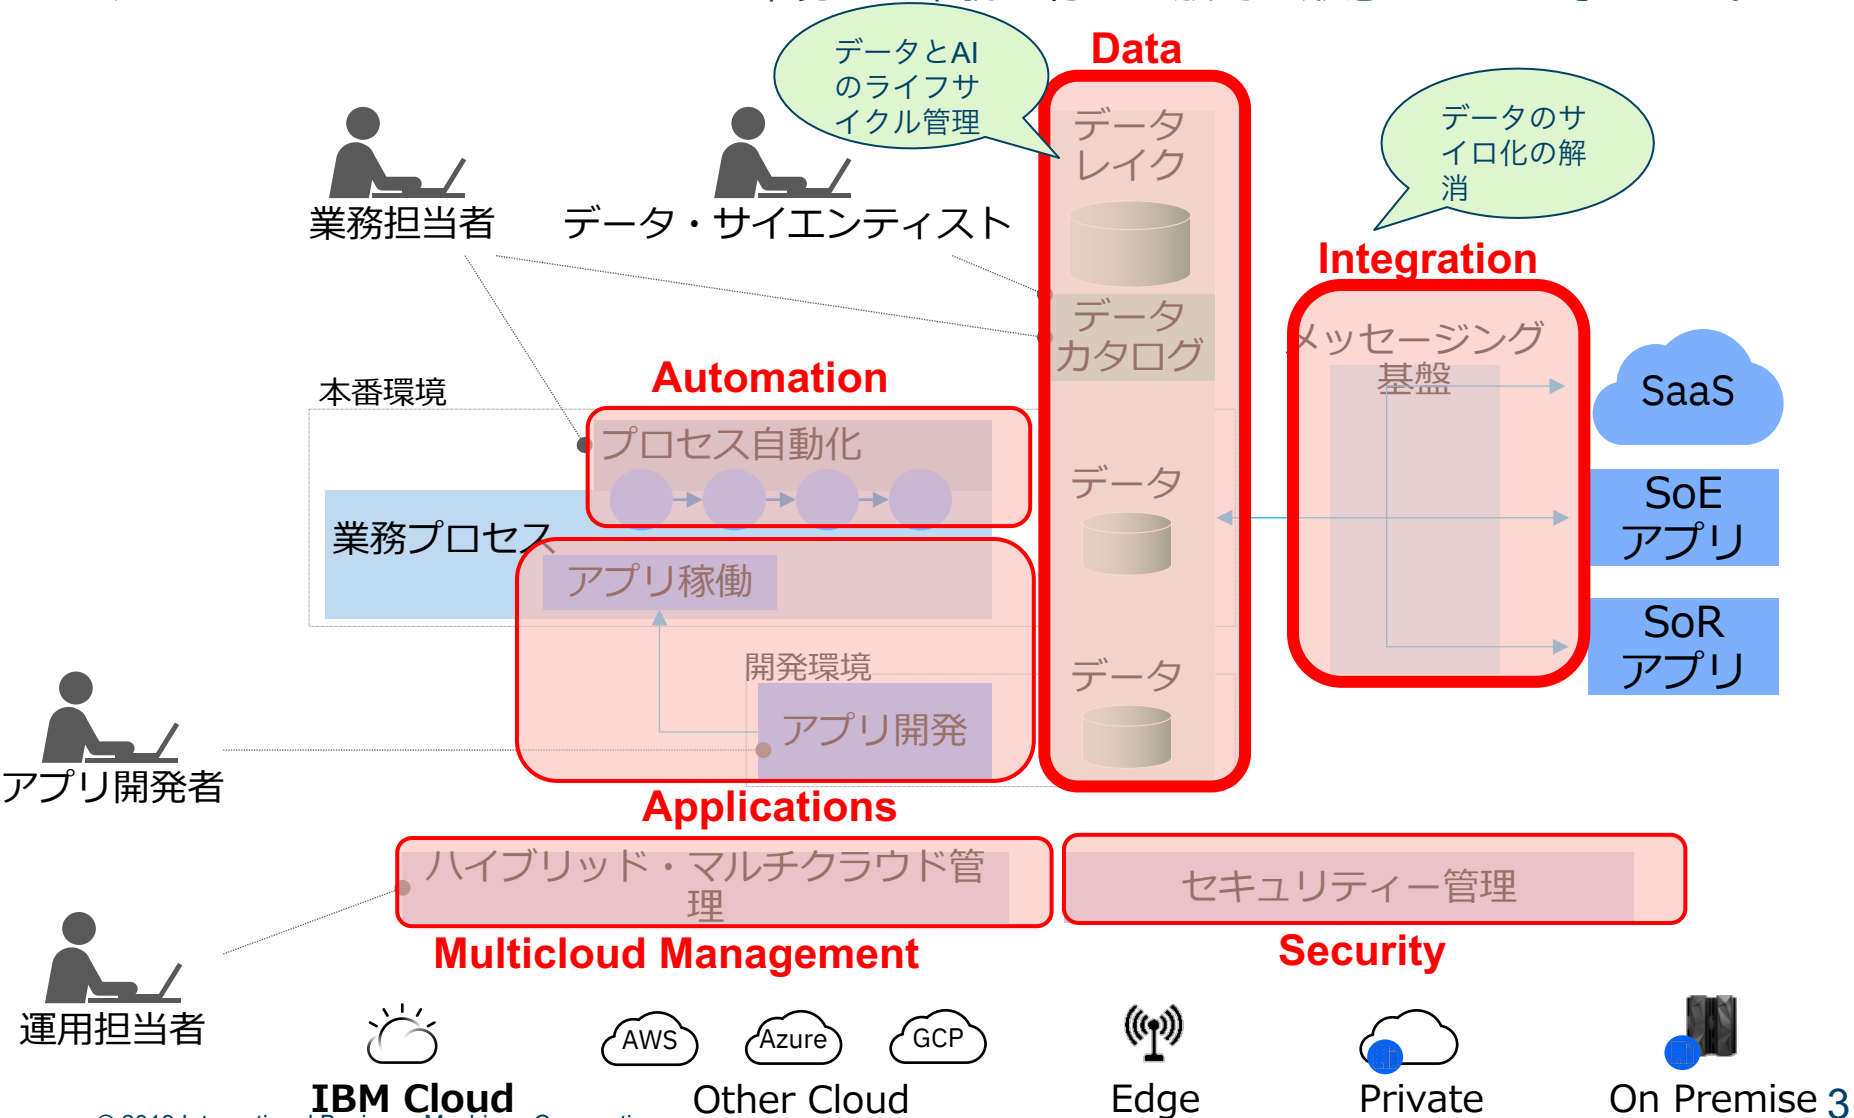 Data
データとAI
のライフサ
イクル管理
データ
レイク
データのサ
イロ化の解
消
業務担当者
データ・サイエンティスト
Integration
データ
カタログ
メッセージング
基盤
Automation
本番環境
SaaS
プロセス自動化
データ
SoE
アプリ
業務プロセス
アプリ稼働
SoR
アプリ
開発環境
データ
アプリ開発
アプリ開発者
Applications
ハイブリッド・マルチクラウド管
理
セキュリティー管理
Multicloud Management
Security
運用担当者
AWS
Azure
GCP
IBM Cloud
Other Cloud
Edge
Private
On Premise
3